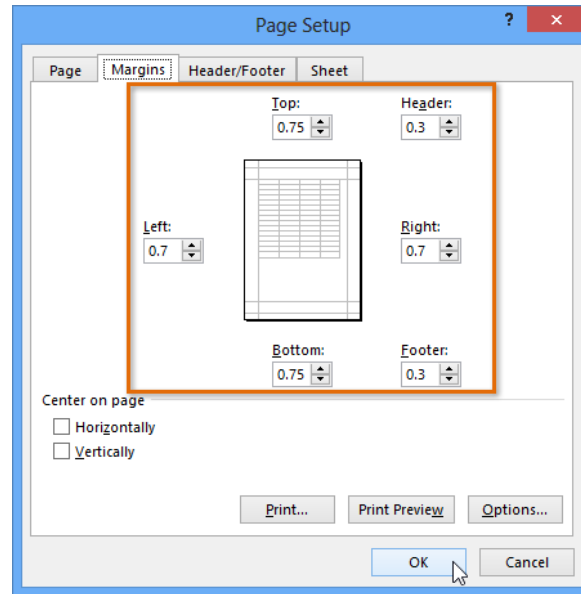 Page Setup ? ×
Page Margins Header/Footer Sheet
Top: Header:
0.75 0.3
Left: Right:
0.7 0.7
Bottom: Footer:
0.75 0.3
Center on page
Horizontally
Vertically
Print... Print Preview Options...
OK Cancel